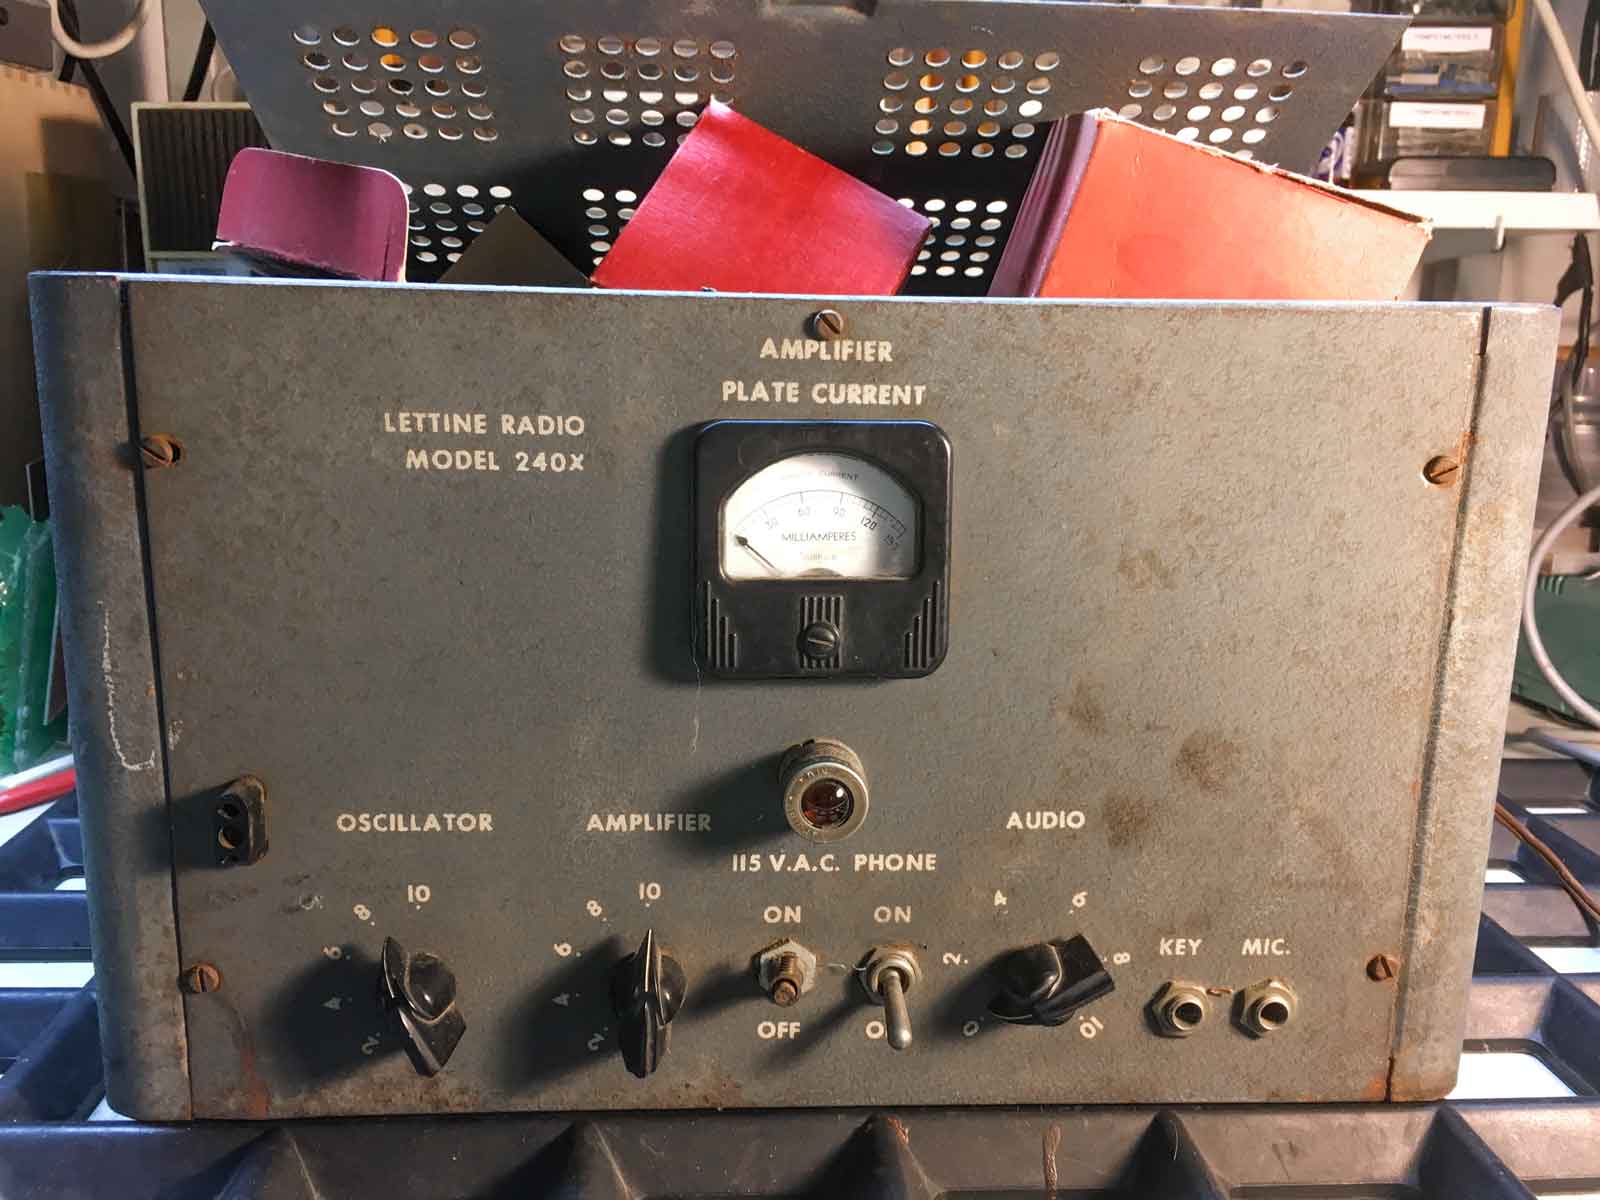 AMPLIFIER
PLATE CURRENT
LETTINE RADIO
MODEL 240X
CURRENT
30 60 90 120
MILLIAMPERES
OSCILLATOR
AMPLIFIER
115 V.A.C. PHONE
AUDIO
2 4 6 8 10
2 4 6 8 10
ON
OFF
ON
0 2 4 6 8 10
KEY
MIC.